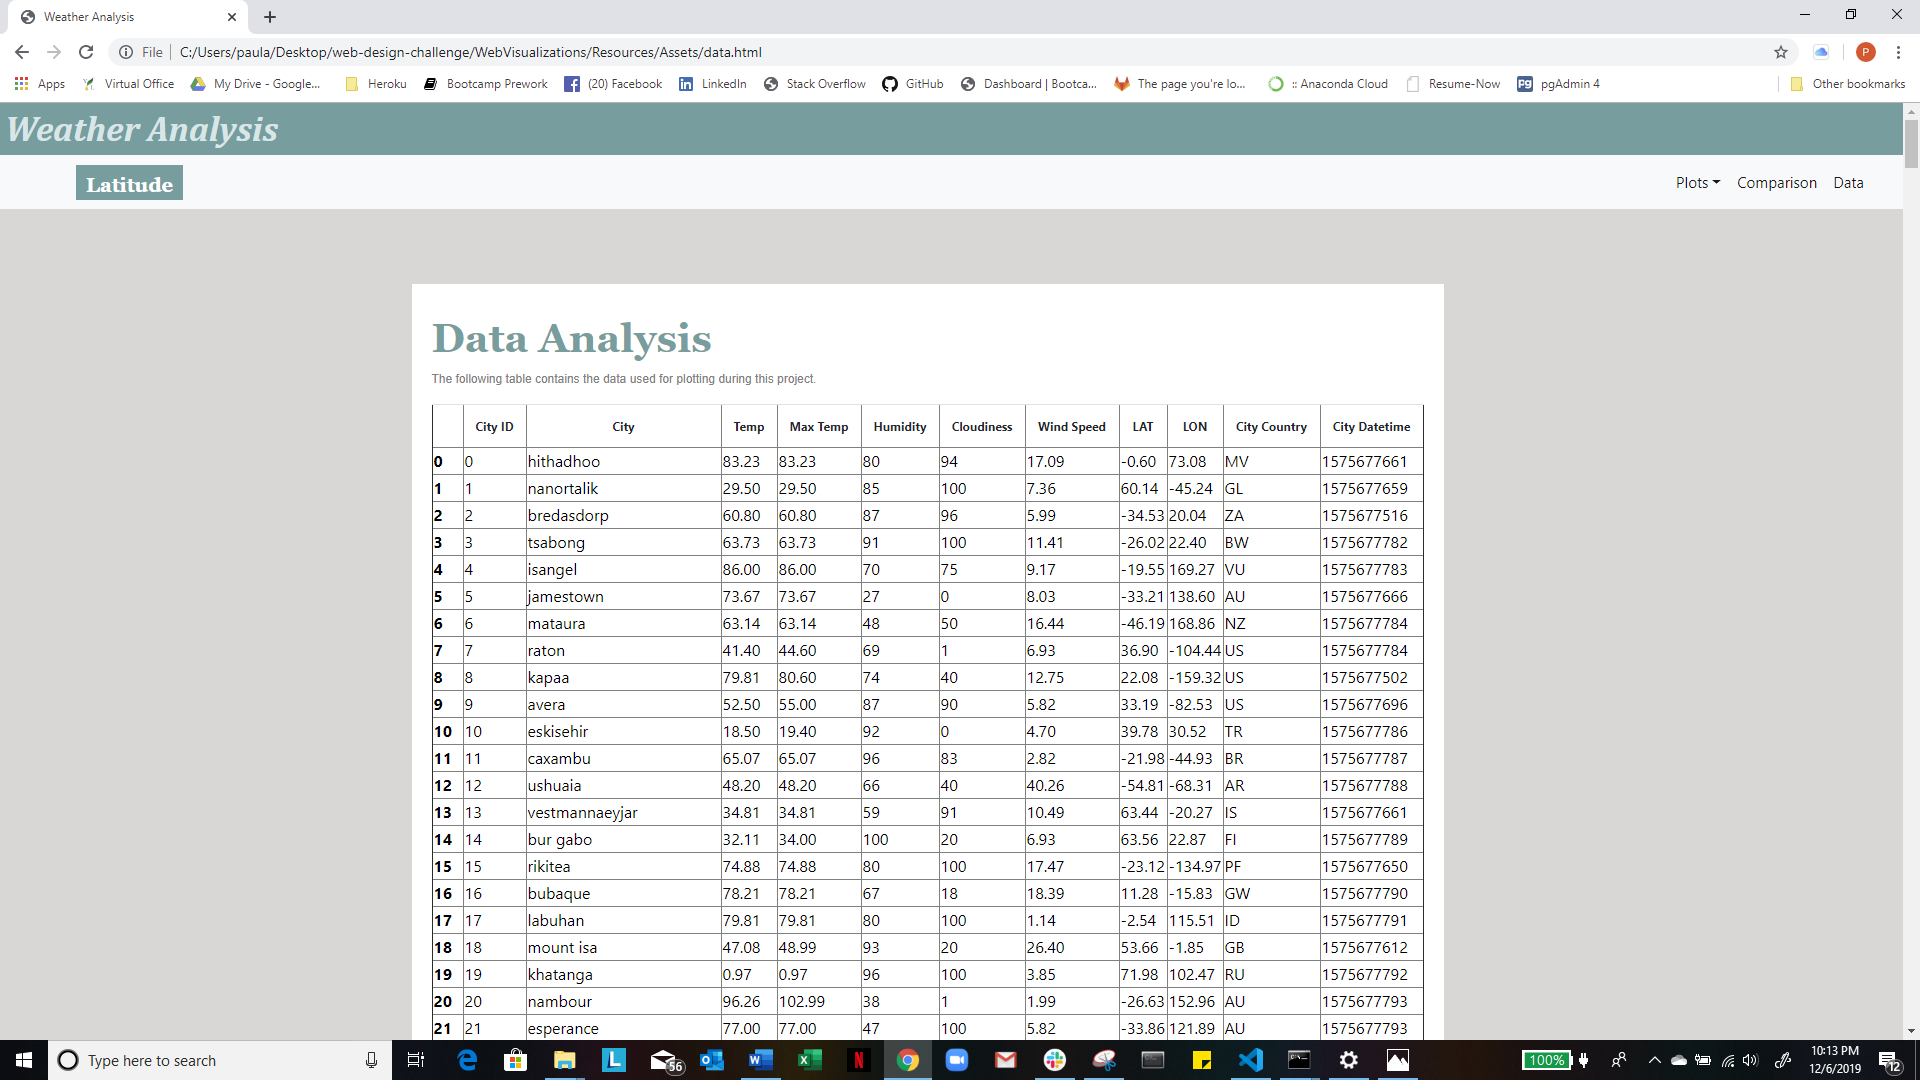 Weather Analysis
File C:/Users/paula/Desktop/web-design-challenge/WebVisualizations/Resources/Assets/data.html P
Apps Virtual Office My Drive - Google... Heroku Bootcamp Prework (20) Facebook LinkedIn Stack Overflow GitHub Dashboard | Bootca... The page you're lo... :: Anaconda Cloud Resume-Now pgAdmin 4 Other bookmarks
Weather Analysis
Latitude Plots Comparison Data
Data Analysis
The following table contains the data used for plotting during this project.
City ID City Temp Max Temp Humidity Cloudiness Wind Speed LAT LON City Country City Datetime
0 0 hithadhoo 83.23 83.23 80 94 17.09 -0.60 73.08 MV 1575677661
1 1 nanortalik 29.50 29.50 85 100 7.36 60.14 -45.24 GL 1575677659
2 2 bredasdorp 60.80 60.80 87 96 5.99 -34.53 20.04 ZA 1575677516
3 3 tsabong 63.73 63.73 91 100 11.41 -26.02 22.40 BW 1575677782
4 4 isangel 86.00 86.00 70 75 9.17 -19.55 169.27 VU 1575677783
5 5 jamestown 73.67 73.67 27 0 8.03 -33.21 138.60 AU 1575677666
6 6 mataura 63.14 63.14 48 50 16.44 -46.19 168.86 NZ 1575677784
7 7 raton 41.40 44.60 69 1 6.93 36.90 -104.44 US 1575677784
8 8 kapaa 79.81 80.60 74 40 12.75 22.08 -159.32 US 1575677502
9 9 avera 52.50 55.00 87 90 5.82 33.19 -82.53 US 1575677696
10 10 eskisehir 18.50 19.40 92 0 4.70 39.78 30.52 TR 1575677786
11 11 caxambu 65.07 65.07 96 83 2.82 -21.98 -44.93 BR 1575677787
12 12 ushuaia 48.20 48.20 66 40 40.26 -54.81 -68.31 AR 1575677788
13 13 vestmannaeyjar 34.81 34.81 59 91 10.49 63.44 -20.27 IS 1575677661
14 14 bur gabo 32.11 34.00 100 20 6.93 63.56 22.87 FI 1575677789
15 15 rikitea 74.88 74.88 80 100 17.47 -23.12 -134.97 PF 1575677650
16 16 bubaque 78.21 78.21 67 18 18.39 11.28 -15.83 GW 1575677790
17 17 labuhan 79.81 79.81 80 100 1.14 -2.54 115.51 ID 1575677791
18 18 mount isa 47.08 48.99 93 20 26.40 53.66 -1.85 GB 1575677612
19 19 khatanga 0.97 0.97 96 100 3.85 71.98 102.47 RU 1575677792
20 20 nambour 96.26 102.99 38 1 1.99 -26.63 152.96 AU 1575677793
21 21 esperance 77.00 77.00 47 100 5.82 -33.86 121.89 AU 1575677793
Type here to search 56 100% 10:13 PM
12/6/2019 12